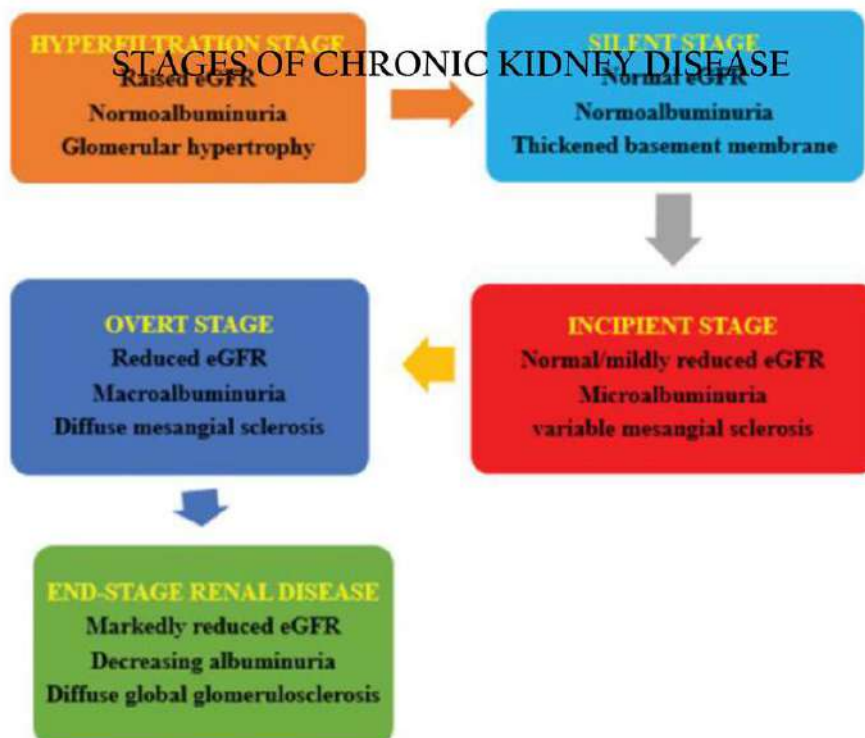 STAGES OF CHRONIC KIDNEY DISEASE
HYPERFILTRATION STAGE
Raised eGFR
Normoalbuminuria
Glomerular hypertrophy
SILENT STAGE
Normal eGFR
Normoalbuminuria
Thickened basement membrane
INCIPIENT STAGE
Normal/mildly reduced eGFR
Microalbuminuria
variable mesangial sclerosis
OVERT STAGE
Reduced eGFR
Macroalbuminuria
Diffuse mesangial sclerosis
END-STAGE RENAL DISEASE
Markedly reduced eGFR
Decreasing albuminuria
Diffuse global glomerulosclerosis